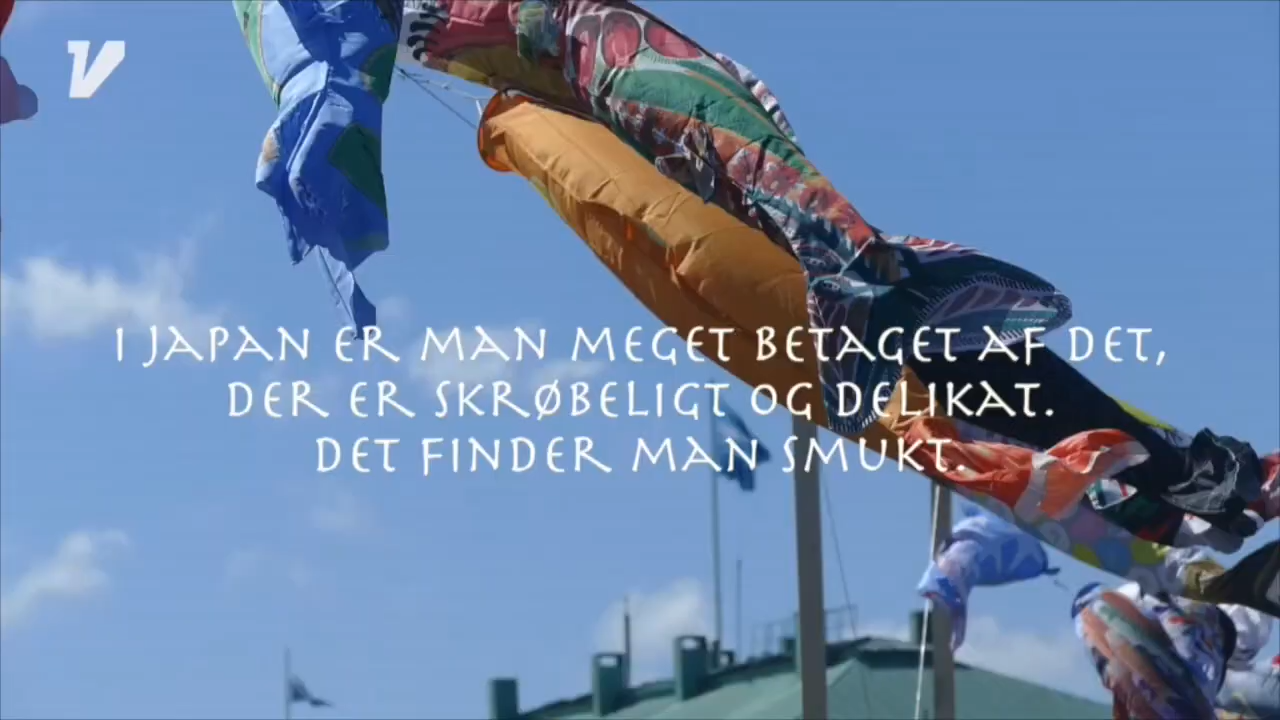 V
I JAPAN ER MAN MEGET BETAGET AF DET,
DER ER SKRØBELIGT OG DELIKAT.
DET FINDER MAN SMUKT.